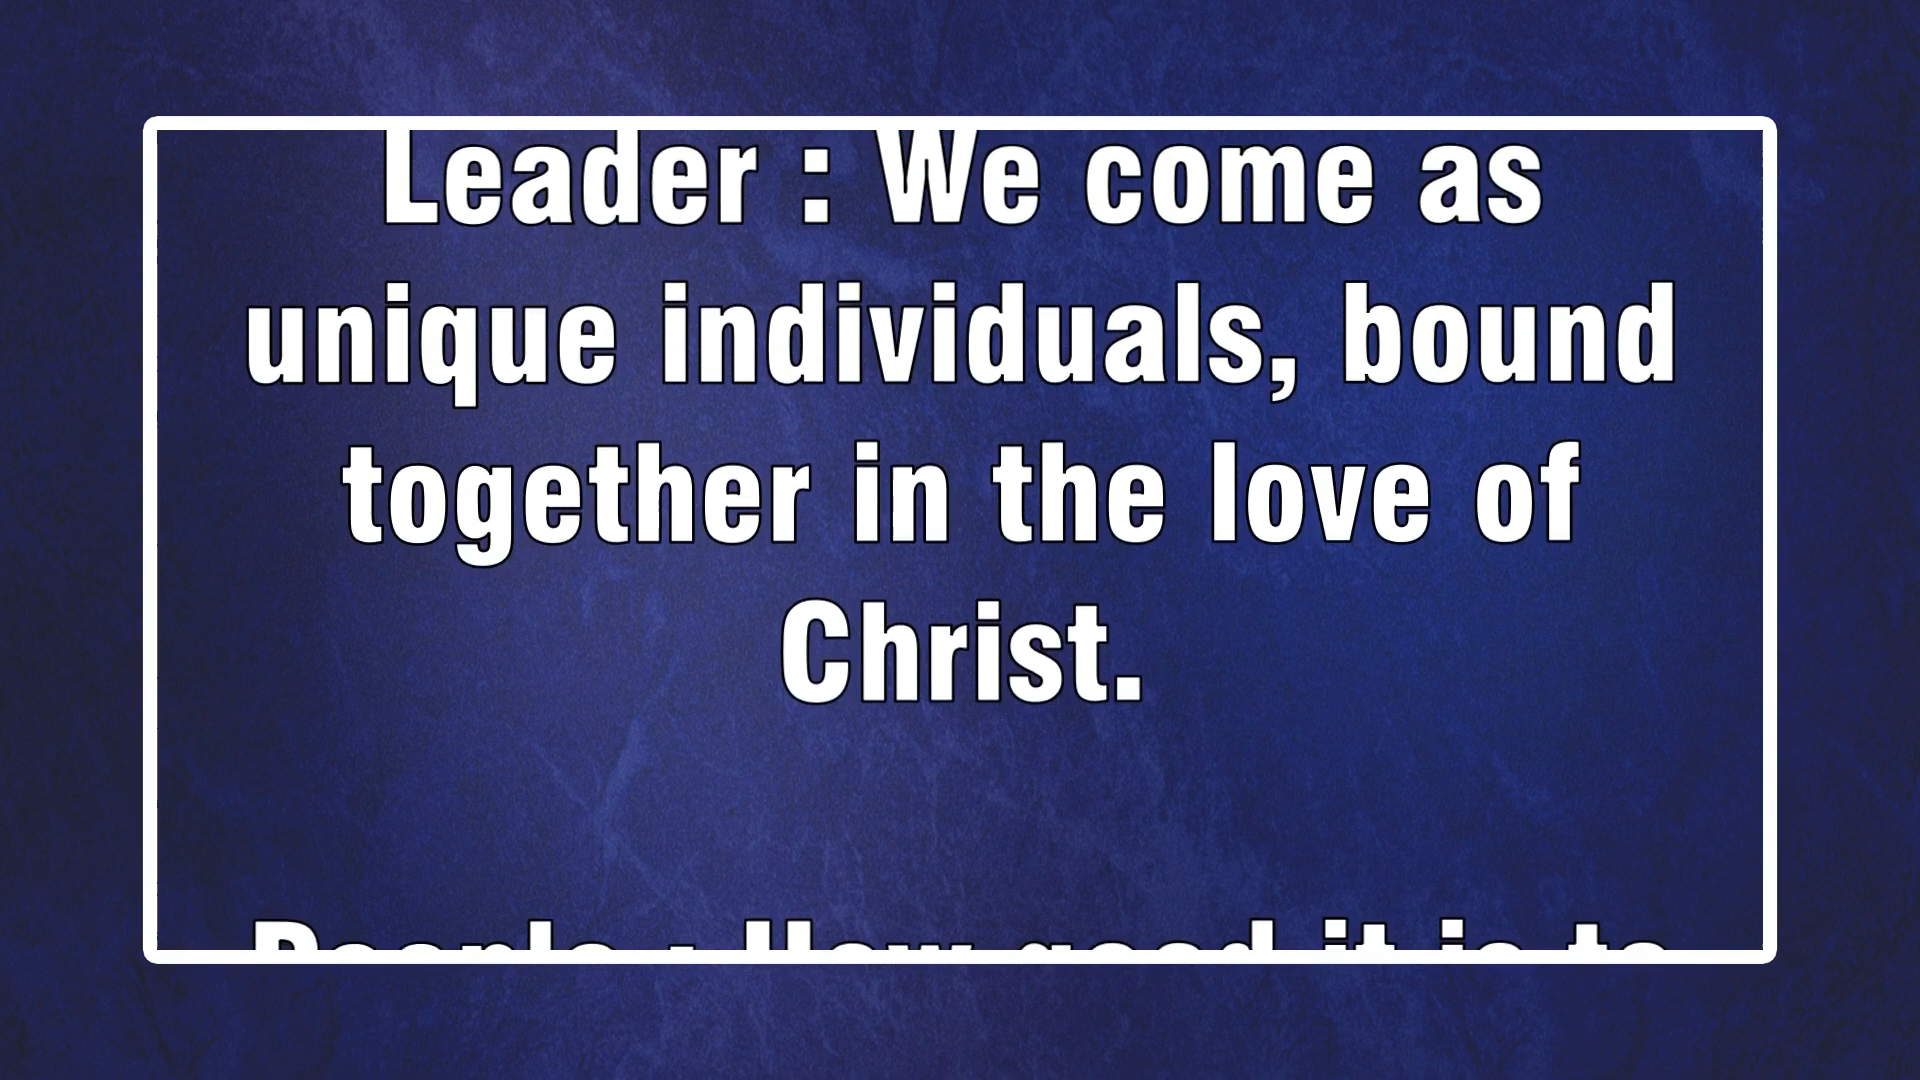 Leader : We come as
unique individuals, bound
together in the love of
Christ.
People : How good it is to